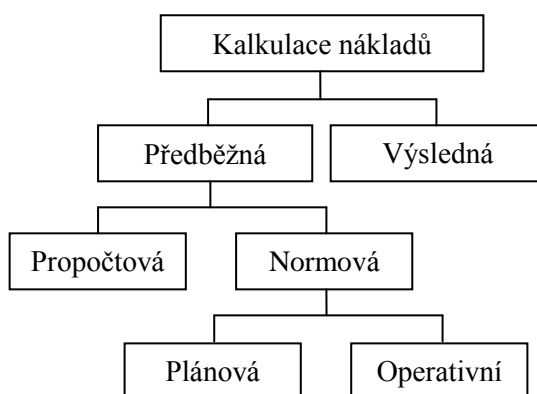 Kalkulace nákladů
Předběžná
Výsledná
Propočtová
Normová
Plánová
Operativní